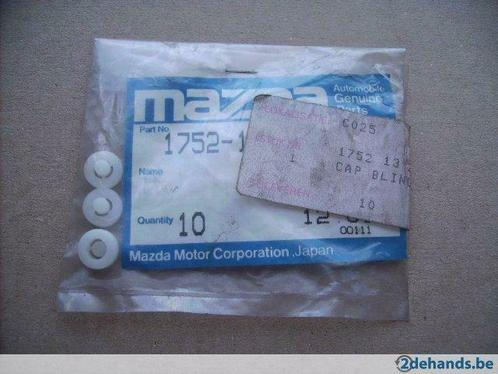 mazda
Automobile
Genuine
Parts
Part No.
1752-1
Name
Quantity 10
00111
Mazda Motor Corporation, Japan
C025
1 1752 13
CAP BLIN
10
2dehands.be